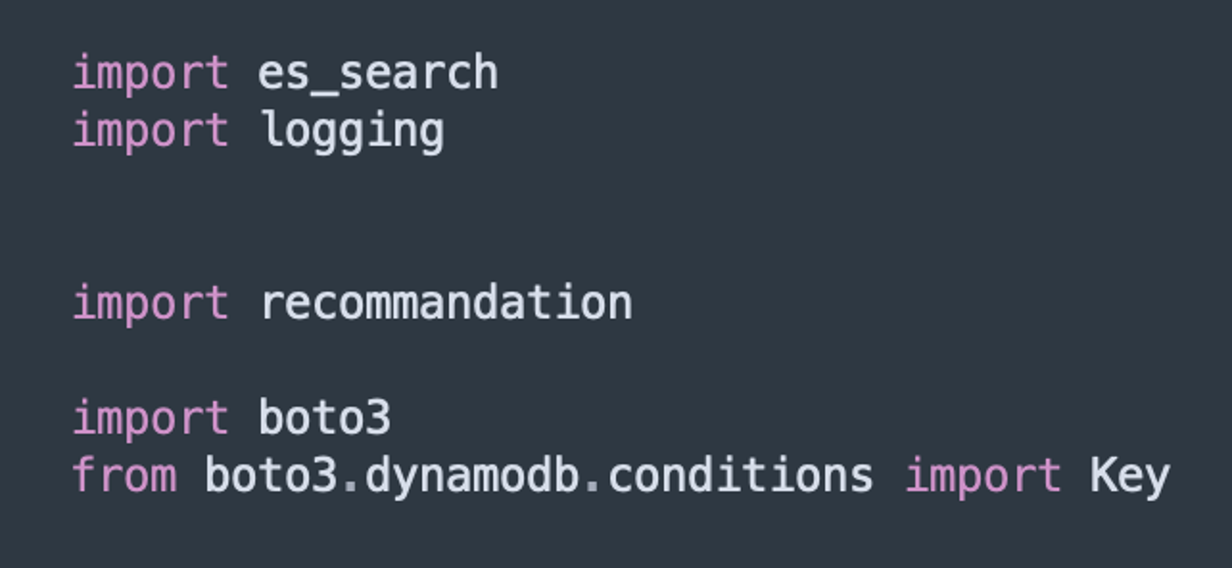 import es_search
import logging
import recommandation
import boto3
from boto3.dynamodb.conditions import Key